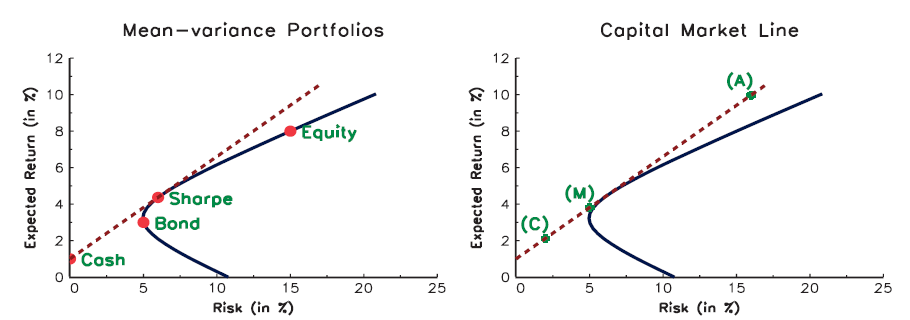 Mean-variance Portfolios
12
10
8
6
4
2
0
Expected Return (in %)
Equity
Sharpe
Bond
Cash
0 5 10 15 20 25
Risk (in %)
Capital Market Line
12
10
8
6
4
2
0
Expected Return (in %)
(A)
(M)
(C)
0 5 10 15 20 25
Risk (in %)